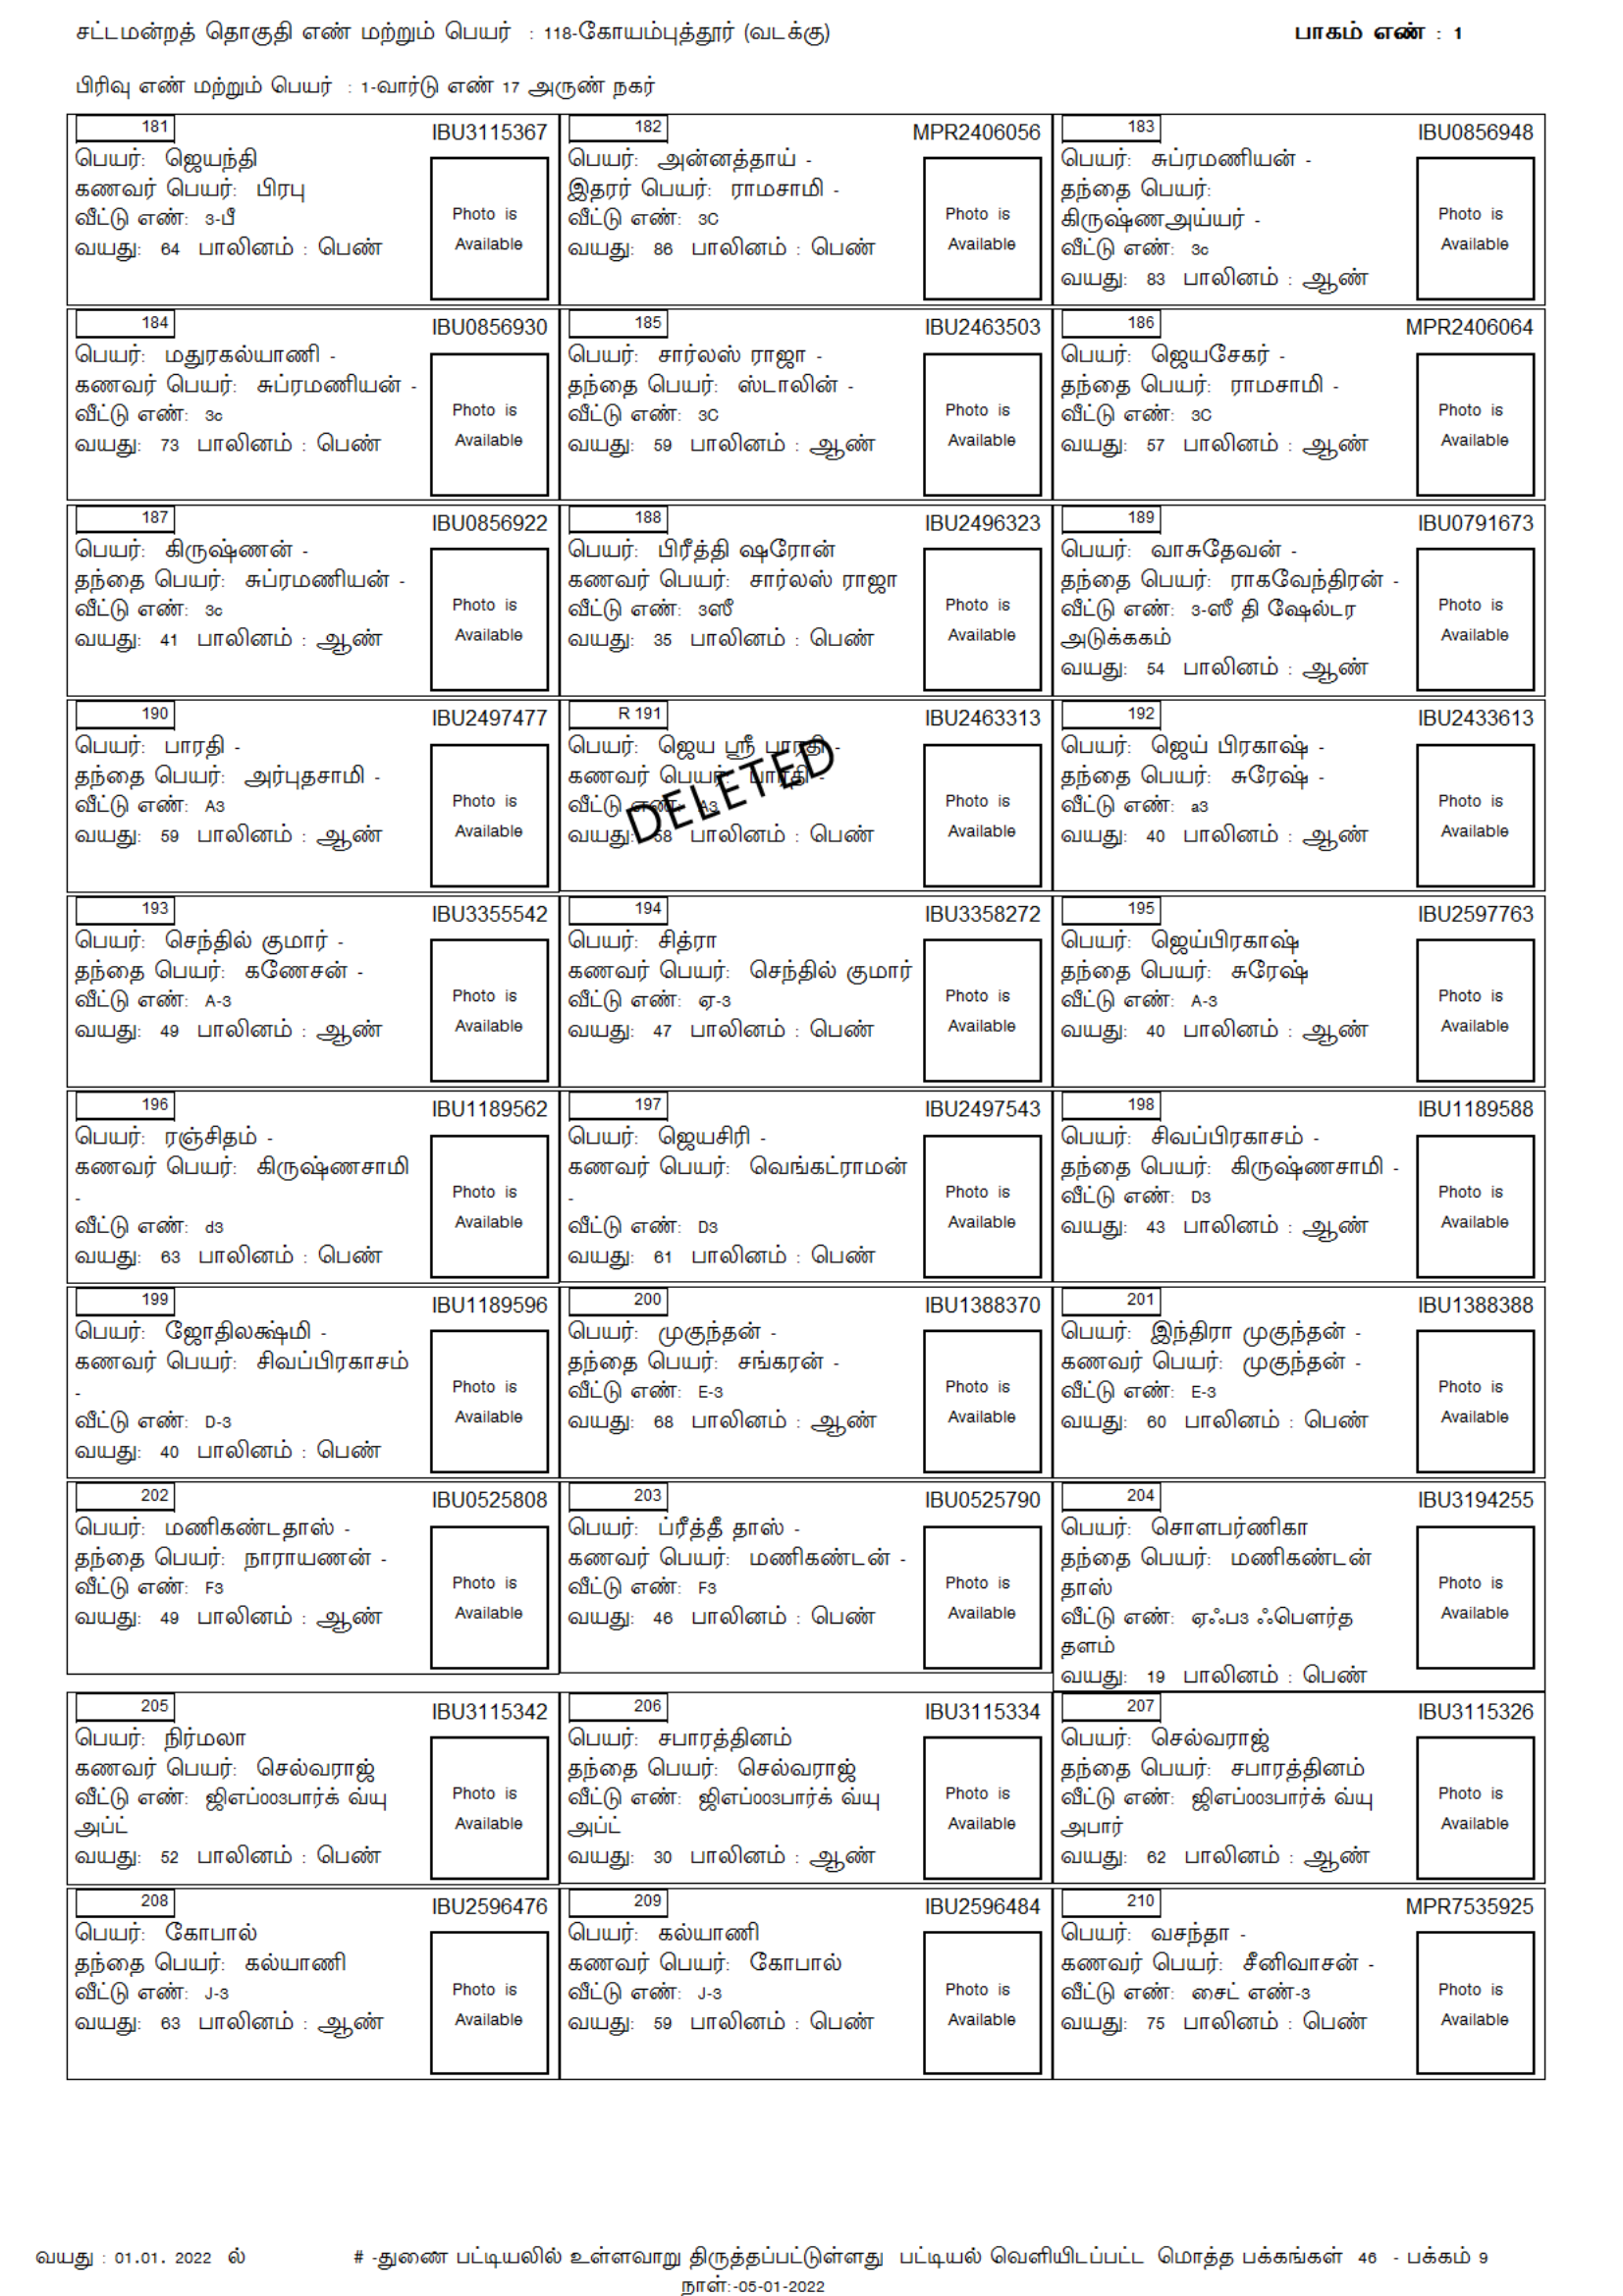 சட்டமன்றத் தொகுதி எண் மற்றும் பெயர் : 118-கோயம்புத்தூர் (வடக்கு)
பாகம் எண் : 1
பிரிவு எண் மற்றும் பெயர் : 1-வார்டு எண் 17 அருண் நகர்
181 IBU3115367
பெயர்: ஜெயந்தி
கணவர் பெயர்: பிரபு
வீட்டு எண்: 3-பீ
வயது: 64 பாலினம் : பெண்
Photo is
Available
182 MPR2406056
பெயர்: அன்னத்தாய் -
இதரர் பெயர்: ராமசாமி -
வீட்டு எண்: 3C
வயது: 86 பாலினம் : பெண்
Photo is
Available
183 IBU0856948
பெயர்: சுப்ரமணியன் -
தந்தை பெயர்:
கிருஷ்ணஅய்யர் -
வீட்டு எண்: 3c
வயது: 83 பாலினம் : ஆண்
Photo is
Available
184 IBU0856930
பெயர்: மதுரகல்யாணி -
கணவர் பெயர்: சுப்ரமணியன் -
வீட்டு எண்: 3c
வயது: 73 பாலினம் : பெண்
Photo is
Available
185 IBU2463503
பெயர்: சார்லஸ் ராஜா -
தந்தை பெயர்: ஸ்டாலின் -
வீட்டு எண்: 3C
வயது: 59 பாலினம் : ஆண்
Photo is
Available
186 MPR2406064
பெயர்: ஜெயசேகர் -
தந்தை பெயர்: ராமசாமி -
வீட்டு எண்: 3C
வயது: 57 பாலினம் : ஆண்
Photo is
Available
187 IBU0856922
பெயர்: கிருஷ்ணன் -
தந்தை பெயர்: சுப்ரமணியன் -
வீட்டு எண்: 3c
வயது: 41 பாலினம் : ஆண்
Photo is
Available
188 IBU2496323
பெயர்: பிரீத்தி ஷரோன்
கணவர் பெயர்: சார்லஸ் ராஜா
வீட்டு எண்: 3ஸீ
வயது: 35 பாலினம் : பெண்
Photo is
Available
189 IBU0791673
பெயர்: வாசுதேவன் -
தந்தை பெயர்: ராகவேந்திரன் -
வீட்டு எண்: 3-ஸீ தி ஷேல்டர
அடுக்ககம்
வயது: 54 பாலினம் : ஆண்
Photo is
Available
190 IBU2497477
பெயர்: பாரதி -
தந்தை பெயர்: அர்புதசாமி -
வீட்டு எண்: A3
வயது: 59 பாலினம் : ஆண்
Photo is
Available
R 191 IBU2463313
பெயர்: ஜெய ஸ்ரீ பாரதி -
கணவர் பெயர்: பாரதி -
வீட்டு எண்: A3
வயது: 58 பாலினம் : பெண்
DELETED
Photo is
Available
192 IBU2433613
பெயர்: ஜெய் பிரகாஷ் -
தந்தை பெயர்: சுரேஷ் -
வீட்டு எண்: a3
வயது: 40 பாலினம் : ஆண்
Photo is
Available
193 IBU3355542
பெயர்: செந்தில் குமார் -
தந்தை பெயர்: கணேசன் -
வீட்டு எண்: A-3
வயது: 49 பாலினம் : ஆண்
Photo is
Available
194 IBU3358272
பெயர்: சித்ரா
கணவர் பெயர்: செந்தில் குமார்
வீட்டு எண்: ஏ-3
வயது: 47 பாலினம் : பெண்
Photo is
Available
195 IBU2597763
பெயர்: ஜெய்பிரகாஷ்
தந்தை பெயர்: சுரேஷ்
வீட்டு எண்: A-3
வயது: 40 பாலினம் : ஆண்
Photo is
Available
196 IBU1189562
பெயர்: ரஞ்சிதம் -
கணவர் பெயர்: கிருஷ்ணசாமி
-
வீட்டு எண்: d3
வயது: 63 பாலினம் : பெண்
Photo is
Available
197 IBU2497543
பெயர்: ஜெயசிரி -
கணவர் பெயர்: வெங்கட்ராமன்
-
வீட்டு எண்: D3
வயது: 61 பாலினம் : பெண்
Photo is
Available
198 IBU1189588
பெயர்: சிவப்பிரகாசம் -
தந்தை பெயர்: கிருஷ்ணசாமி -
வீட்டு எண்: D3
வயது: 43 பாலினம் : ஆண்
Photo is
Available
199 IBU1189596
பெயர்: ஜோதிலக்ஷ்மி -
கணவர் பெயர்: சிவப்பிரகாசம்
-
வீட்டு எண்: D-3
வயது: 40 பாலினம் : பெண்
Photo is
Available
200 IBU1388370
பெயர்: முகுந்தன் -
தந்தை பெயர்: சங்கரன் -
வீட்டு எண்: E-3
வயது: 68 பாலினம் : ஆண்
Photo is
Available
201 IBU1388388
பெயர்: இந்திரா முகுந்தன் -
கணவர் பெயர்: முகுந்தன் -
வீட்டு எண்: E-3
வயது: 60 பாலினம் : பெண்
Photo is
Available
202 IBU0525808
பெயர்: மணிகண்டதாஸ் -
தந்தை பெயர்: நாராயணன் -
வீட்டு எண்: F3
வயது: 49 பாலினம் : ஆண்
Photo is
Available
203 IBU0525790
பெயர்: ப்ரீத்தீ தாஸ் -
கணவர் பெயர்: மணிகண்டன் -
வீட்டு எண்: F3
வயது: 46 பாலினம் : பெண்
Photo is
Available
204 IBU3194255
பெயர்: சௌபர்ணிகா
தந்தை பெயர்: மணிகண்டன்
தாஸ்
வீட்டு எண்: ஏஃப3 ஃபௌர்த
தளம்
வயது: 19 பாலினம் : பெண்
Photo is
Available
205 IBU3115342
பெயர்: நிர்மலா
கணவர் பெயர்: செல்வராஜ்
வீட்டு எண்: ஜிஎப்003பார்க் வ்யு
அப்ட்
வயது: 52 பாலினம் : பெண்
Photo is
Available
206 IBU3115334
பெயர்: சபாரத்தினம்
தந்தை பெயர்: செல்வராஜ்
வீட்டு எண்: ஜிஎப்003பார்க் வ்யு
அப்ட்
வயது: 30 பாலினம் : ஆண்
Photo is
Available
207 IBU3115326
பெயர்: செல்வராஜ்
தந்தை பெயர்: சபாரத்தினம்
வீட்டு எண்: ஜிஎப்003பார்க் வ்யு
அபார்
வயது: 62 பாலினம் : ஆண்
Photo is
Available
208 IBU2596476
பெயர்: கோபால்
தந்தை பெயர்: கல்யாணி
வீட்டு எண்: J-3
வயது: 63 பாலினம் : ஆண்
Photo is
Available
209 IBU2596484
பெயர்: கல்யாணி
கணவர் பெயர்: கோபால்
வீட்டு எண்: J-3
வயது: 59 பாலினம் : பெண்
Photo is
Available
210 MPR7535925
பெயர்: வசந்தா -
கணவர் பெயர்: சீனிவாசன் -
வீட்டு எண்: சைட் எண்-3
வயது: 75 பாலினம் : பெண்
Photo is
Available
வயது : 01.01. 2022 ல் # -துணை பட்டியலில் உள்ளவாறு திருத்தப்பட்டுள்ளது பட்டியல் வெளியிடப்பட்ட மொத்த பக்கங்கள் 46 - பக்கம் 9
நாள்:-05-01-2022